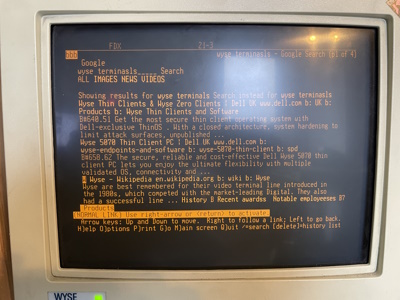 FDX 21-3
bbb wyse terminals - Google Search (p1 of 4)
Google
wyse terminals______ Search
ALL IMAGES NEWS VIDEOS
Showing results for wyse terminals Search instead for wyse terminals
Wyse Thin Clients & Wyse Zero Clients | Dell UK www.dell.com b: UK b:
Products b: Wyse Thin Clients and Software
B#640.51 Get the most secure thin client operating system with
Dell-exclusive ThinOS . With a closed architecture, system hardening to
limit attack surfaces, unpublished ...
Wyse 5070 Thin Client PC | Dell UK www.dell.com b:
wyse-endpoints-and-software b: wyse-5070-thin-client b: spd
B#658.62 The secure, reliable and cost-effective Dell Wyse 5070 thin
client PC lets you enjoy the ultimate flexibility with multiple
validated OS, connectivity and ...
Wyse - Wikipedia en.wikipedia.org b: wiki b: Wyse
Wyse are best remembered for their video terminal line introduced in
the 1980s, which competed with the market-leading Digital. They also
had a successful line ... History B Recent awardss Notable employeees B7
Products
(NORMAL LINK) Use right-arrow or <return> to activate.
Arrow keys: Up and Down to move. Right to follow a link; Left to go back.
H)elp O)ptions P)rint G)o M)ain screen Q)uit /=search [delete]=history list
WYSE